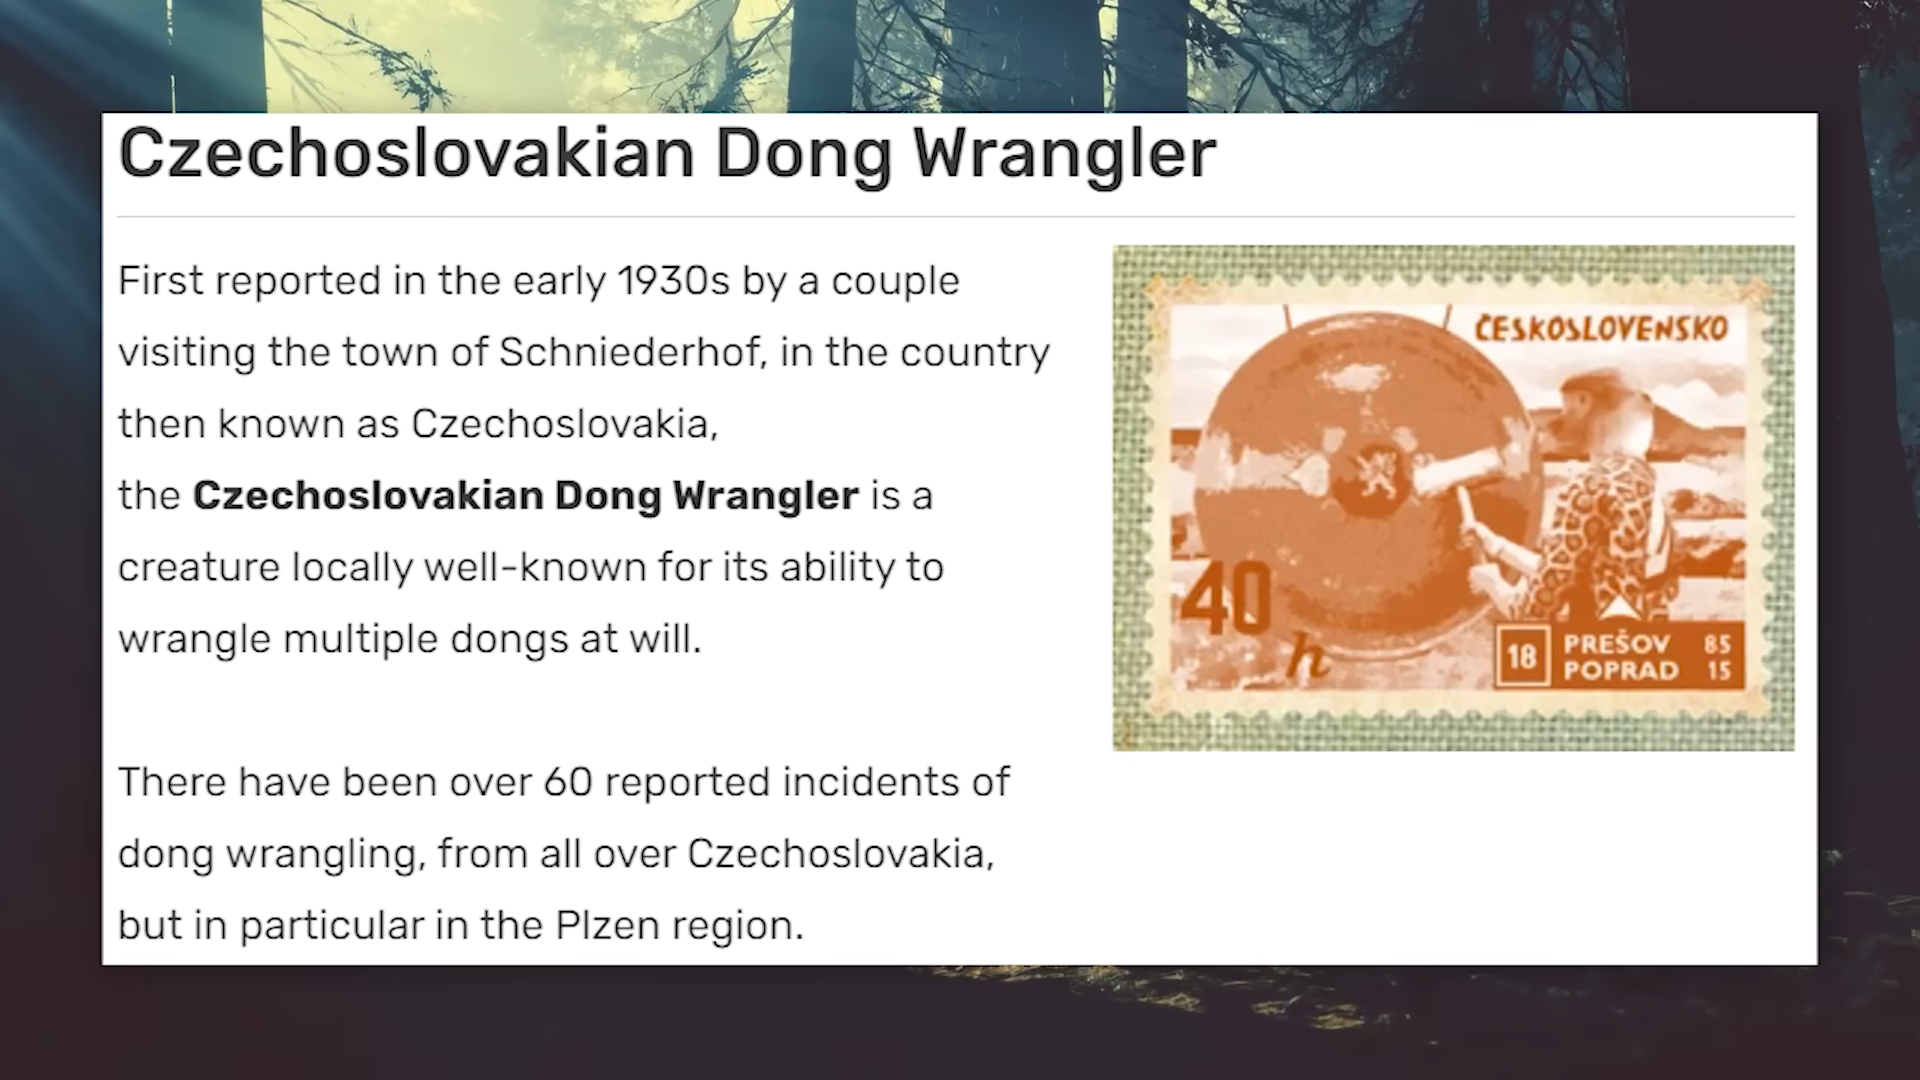 Czechoslovakian Dong Wrangler
First reported in the early 1930s by a couple
visiting the town of Schniederhof, in the country
then known as Czechoslovakia,
the Czechoslovakian Dong Wrangler is a
creature locally well-known for its ability to
wrangle multiple dongs at will.
There have been over 60 reported incidents of
dong wrangling, from all over Czechoslovakia,
but in particular in the Plzen region.
ČESKOSLOVENSKO
40 h
18 PREŠOV 85
POPRAD 15